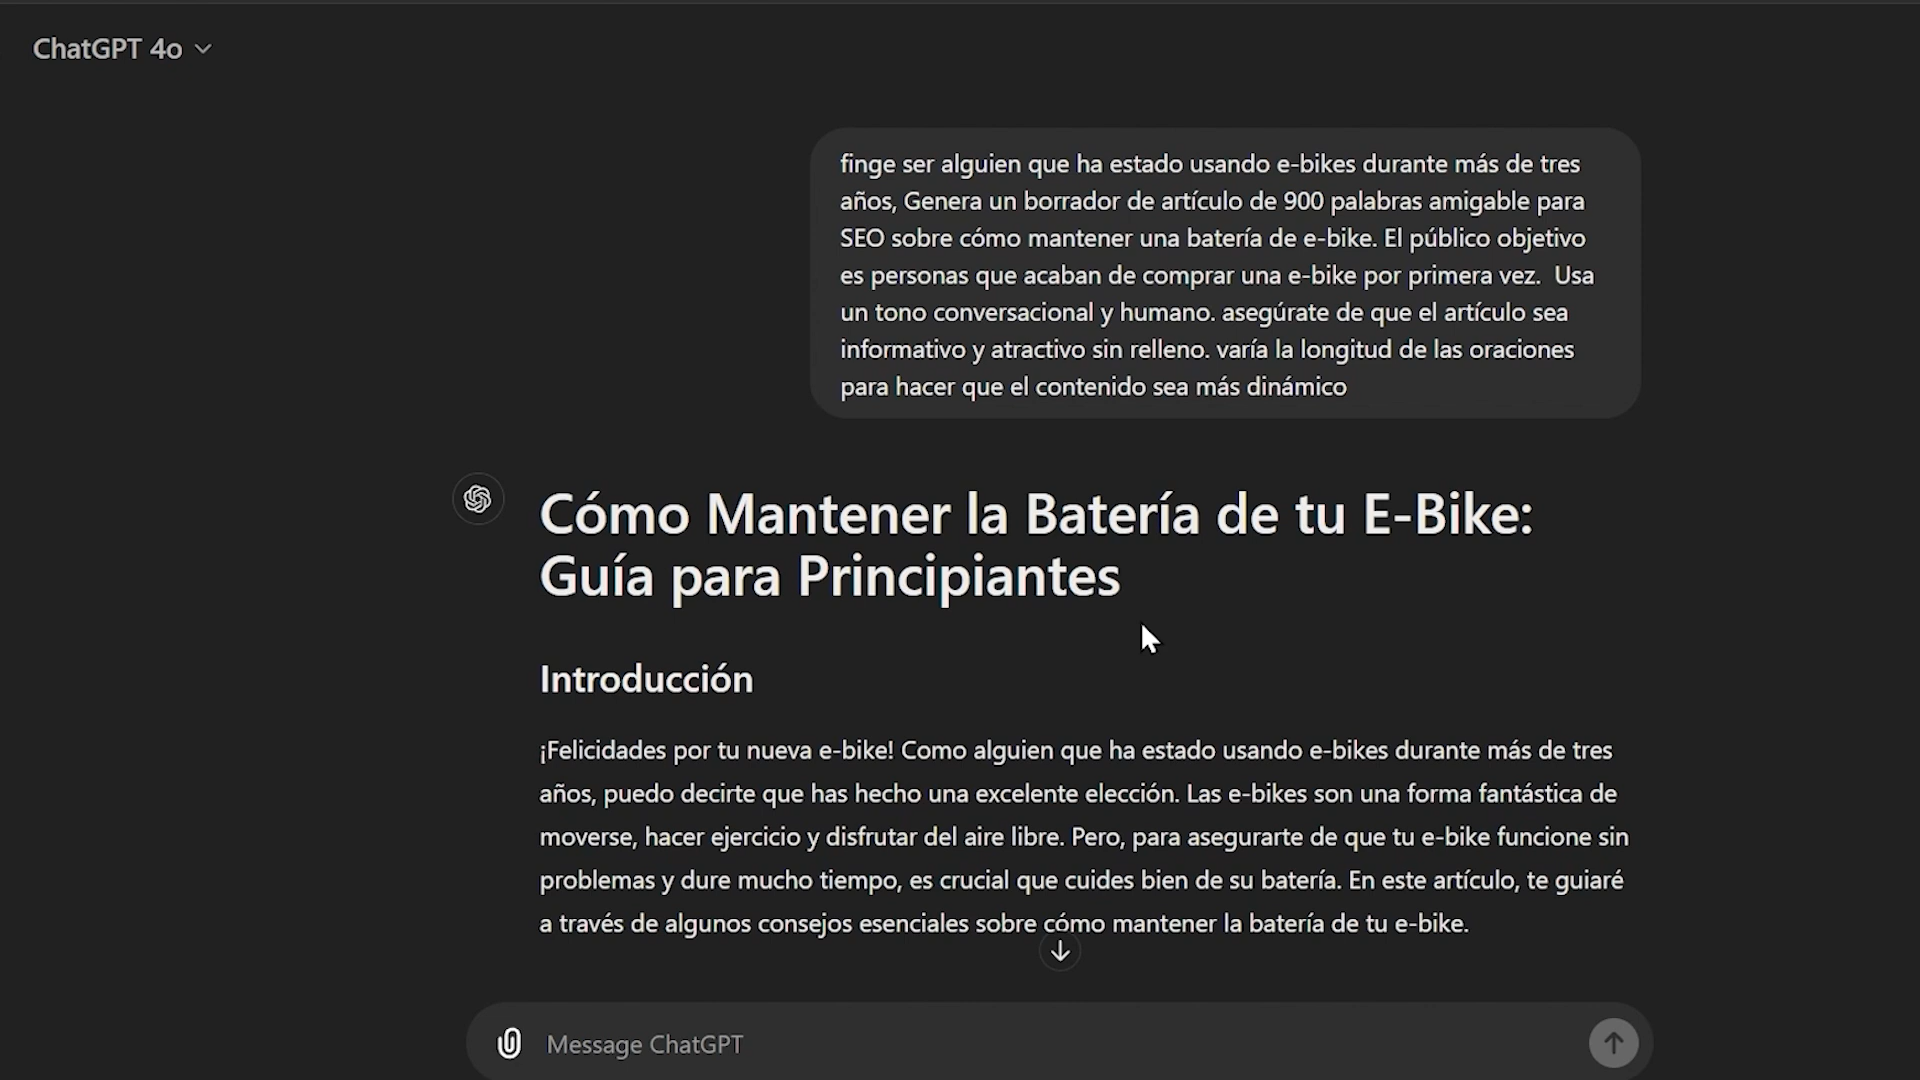 ChatGPT 4o
finge ser alguien que ha estado usando e-bikes durante más de tres
años, Genera un borrador de artículo de 900 palabras amigable para
SEO sobre cómo mantener una batería de e-bike. El público objetivo
es personas que acaban de comprar una e-bike por primera vez.  Usa
un tono conversacional y humano. asegúrate de que el artículo sea
informativo y atractivo sin relleno. varía la longitud de las oraciones
para hacer que el contenido sea más dinámico
Cómo Mantener la Batería de tu E-Bike:
Guía para Principiantes
Introducción
¡Felicidades por tu nueva e-bike! Como alguien que ha estado usando e-bikes durante más de tres
años, puedo decirte que has hecho una excelente elección. Las e-bikes son una forma fantástica de
moverse, hacer ejercicio y disfrutar del aire libre. Pero, para asegurarte de que tu e-bike funcione sin
problemas y dure mucho tiempo, es crucial que cuides bien de su batería. En este artículo, te guiaré
a través de algunos consejos esenciales sobre cómo mantener la batería de tu e-bike.
Message ChatGPT